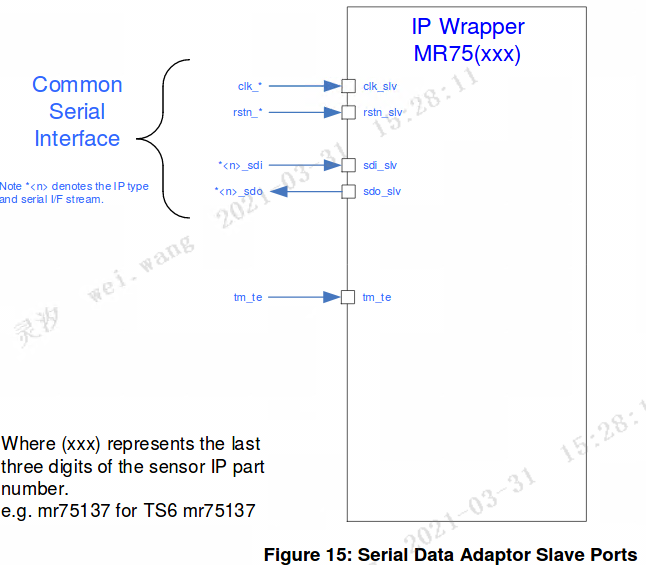 IP Wrapper
MR75(xxx)
Common
Serial
Interface
Note *<n> denotes the IP type
and serial I/F stream.
clk_*
clk_slv
rstn_*
rstn_slv
*<n>_sdi
sdi_slv
*<n>_sdo
sdo_slv
tm_te
tm_te
灵汐 wei.wang 2021-03-31 15:28:11
2021-03-31 15:28:1
Where (xxx) represents the last
three digits of the sensor IP part
number.
e.g. mr75137 for TS6 mr75137
Figure 15: Serial Data Adaptor Slave Ports